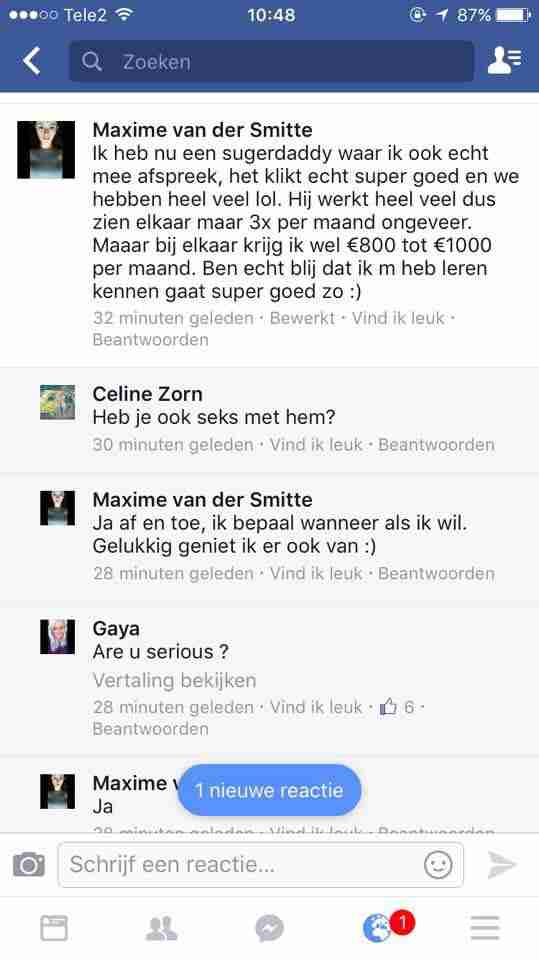 Tele2 10:48 87%
Zoeken
Maxime van der Smitte
Ik heb nu een sugerdaddy waar ik ook echt
mee afspreek, het klikt echt super goed en we
hebben heel veel lol. Hij werkt heel veel dus
zien elkaar maar 3x per maand ongeveer.
Maaar bij elkaar krijg ik wel €800 tot €1000
per maand. Ben echt blij dat ik m heb leren
kennen gaat super goed zo :)
32 minuten geleden · Bewerkt · Vind ik leuk ·
Beantwoorden
Celine Zorn
Heb je ook seks met hem?
30 minuten geleden · Vind ik leuk · Beantwoorden
Maxime van der Smitte
Ja af en toe, ik bepaal wanneer als ik wil.
Gelukkig geniet ik er ook van :)
28 minuten geleden · Vind ik leuk · Beantwoorden
Gaya
Are u serious ?
Vertaling bekijken
28 minuten geleden · Vind ik leuk · 6 ·
Beantwoorden
Maxime
1 nieuwe reactie
Ja
28 minuten geleden · Vind ik leuk · Beantwoorden
Schrijf een reactie...
1